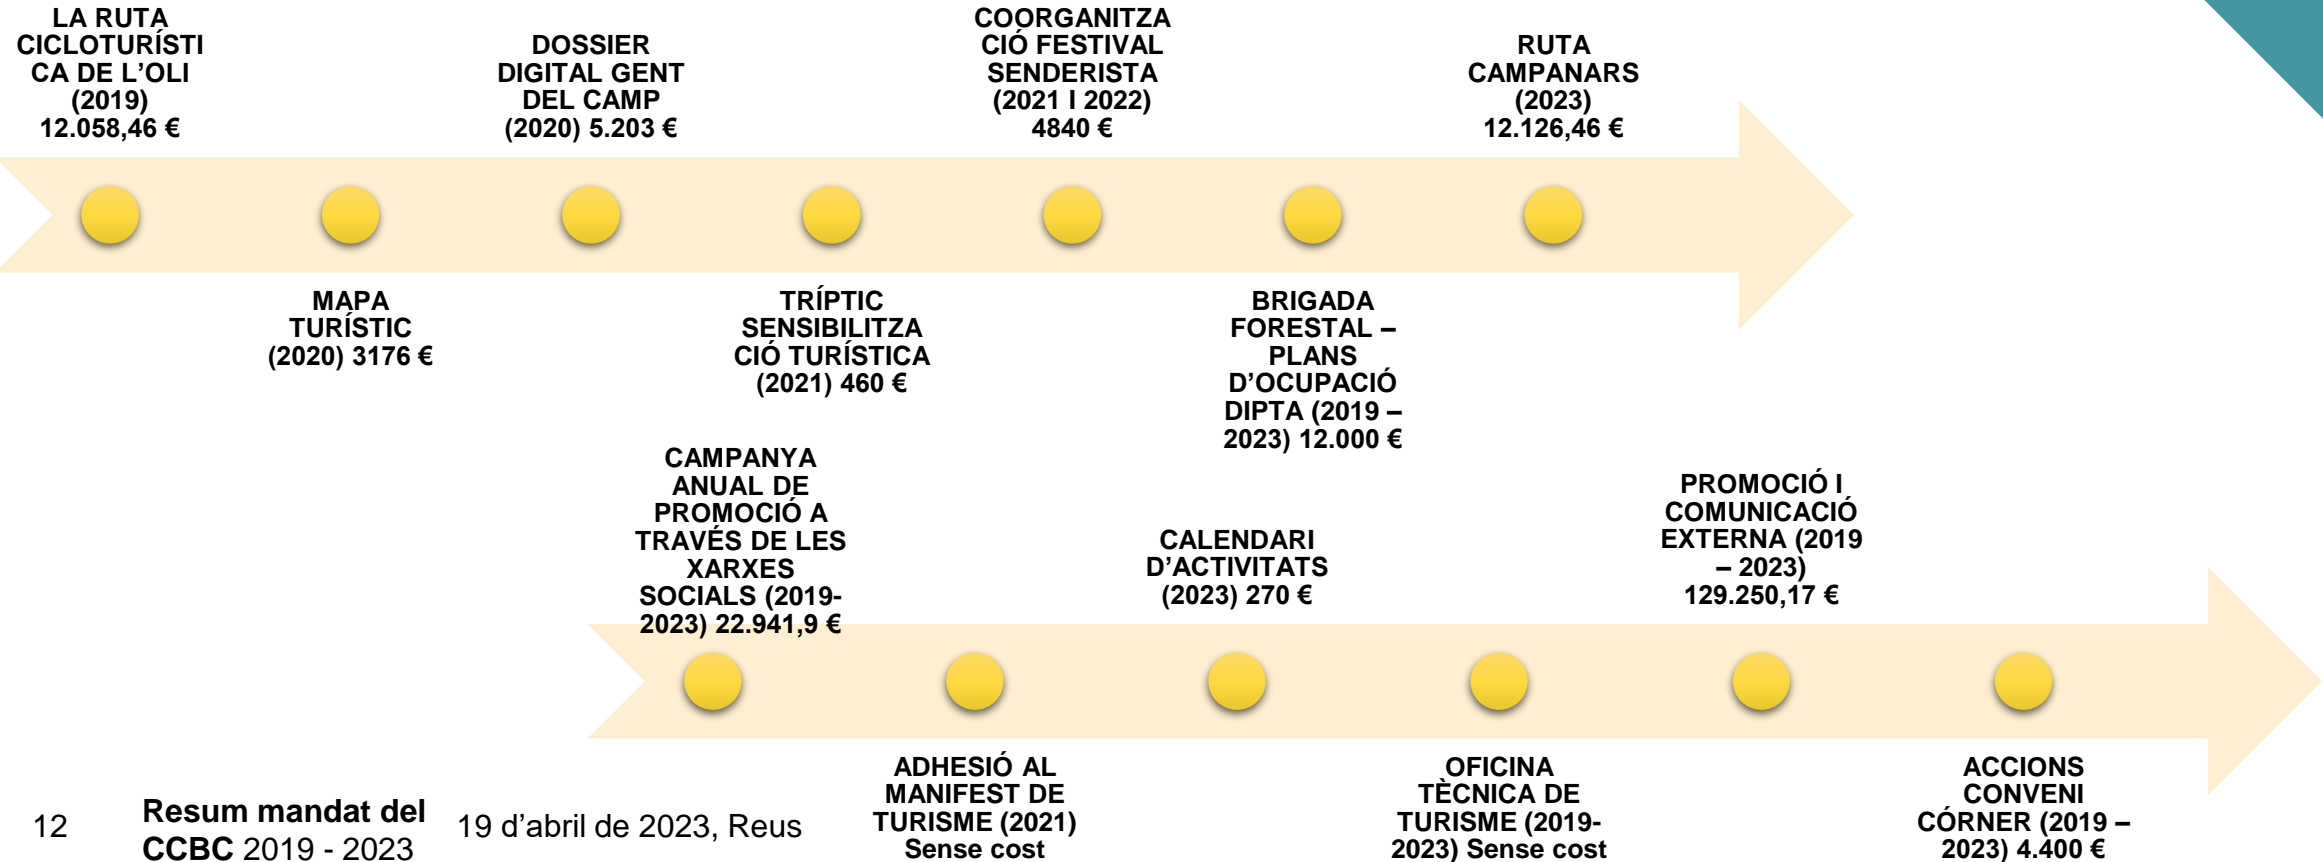 LA RUTA
CICLOTURÍSTI
CA DE L’OLI
(2019)
12.058,46 €
DOSSIER
DIGITAL GENT
DEL CAMP
(2020) 5.203 €
COORGANITZA
CIÓ FESTIVAL
SENDERISTA
(2021 I 2022)
4840 €
RUTA
CAMPANARS
(2023)
12.126,46 €
MAPA
TURÍSTIC
(2020) 3176 €
TRÍPTIC
SENSIBILITZA
CIÓ TURÍSTICA
(2021) 460 €
BRIGADA
FORESTAL –
PLANS
D’OCUPACIÓ
DIPTA (2019 –
2023) 12.000 €
CAMPANYA
ANUAL DE
PROMOCIÓ A
TRAVÉS DE LES
XARXES
SOCIALS (2019-
2023) 22.941,9 €
CALENDARI
D’ACTIVITATS
(2023) 270 €
PROMOCIÓ I
COMUNICACIÓ
EXTERNA (2019
– 2023)
129.250,17 €
ADHESIÓ AL
MANIFEST DE
TURISME (2021)
Sense cost
OFICINA
TÈCNICA DE
TURISME (2019-
2023) Sense cost
ACCIONS
CONVENI
CÓRNER (2019 –
2023) 4.400 €
12
Resum mandat del
CCBC 2019 - 2023
19 d’abril de 2023, Reus